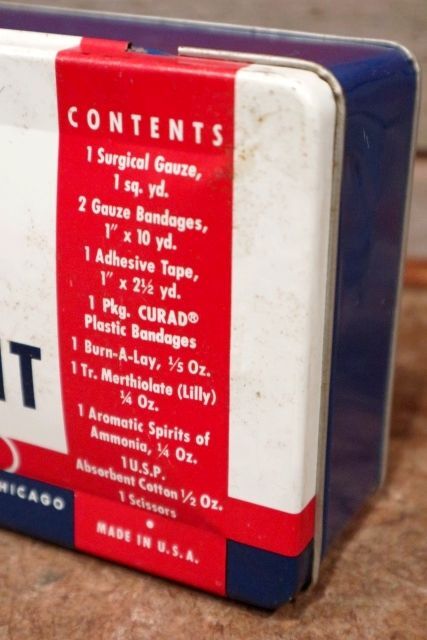 CONTENTS
1 Surgical Gauze,
1 sq. yd.
2 Gauze Bandages,
1" x 10 yd.
1 Adhesive Tape,
1" x 2½ yd.
1 Pkg. CURAD®
Plastic Bandages
1 Burn-A-Lay, ⅕ Oz.
1 Tr. Merthiolate (Lilly)
¼ Oz.
1 Aromatic Spirits of
Ammonia, ¼ Oz.
1 U.S.P.
Absorbent Cotton ½ Oz.
1 Scissors
MADE IN U.S.A.
IT
CHICAGO